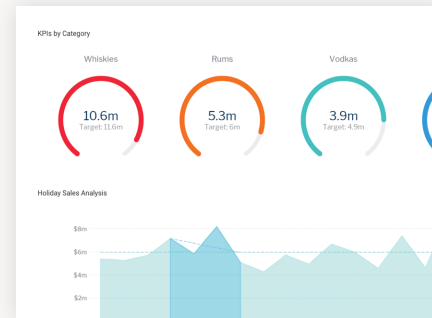 KPIs by Category
Whiskies Rums Vodkas
10.6m 5.3m 3.9m
Target: 11.6m Target: 6m Target: 4.9m
Holiday Sales Analysis
$8m
$6m
$4m
$2m